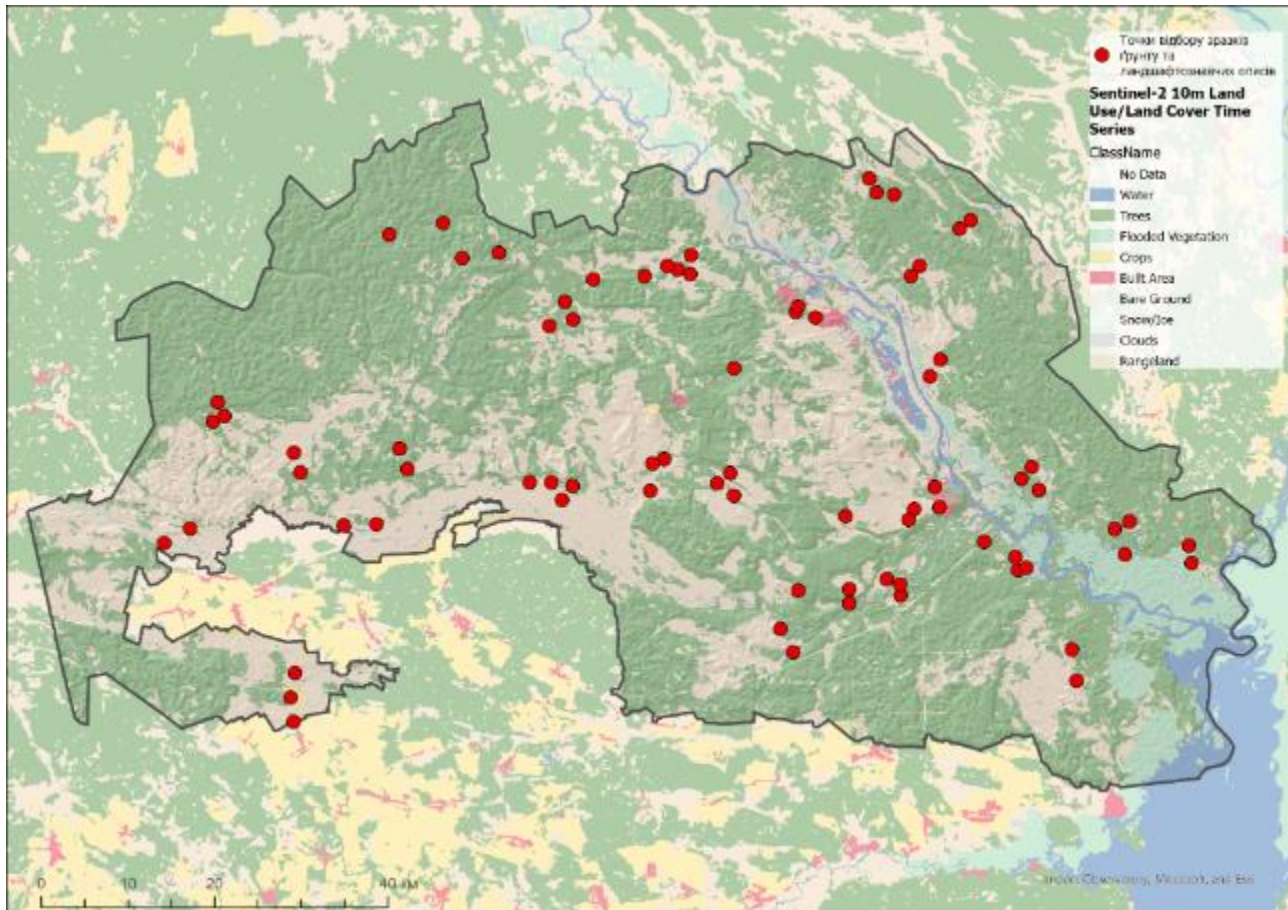 Точки відбору зразків
ґрунту та
ландшафтознавчих описів
Sentinel-2 10m Land
Use/Land Cover Time
Series
ClassName
No Data
Water
Trees
Flooded Vegetation
Crops
Built Area
Bare Ground
Snow/Ice
Clouds
Rangeland
0 10 20 40 км
Impact Observatory, Microsoft, and Esri